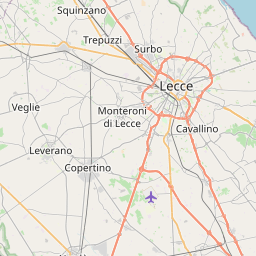 Squinzano
Trepuzzi
Surbo
Lecce
Veglie
Monteroni
di Lecce
Cavallino
Leverano
Copertino